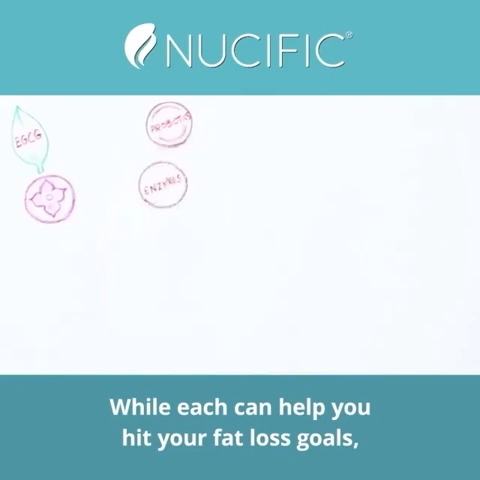 NUCIFIC®
EGCG
PROBIOTICS
ENZYMES
While each can help you
hit your fat loss goals,